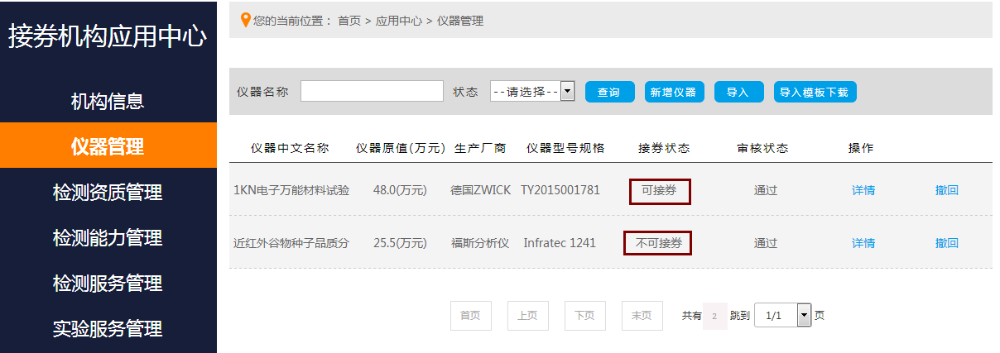 接券机构应用中心
机构信息
仪器管理
检测资质管理
检测能力管理
检测服务管理
实验服务管理
您的当前位置： 首页 > 应用中心 > 仪器管理
仪器名称 状态 --请选择-- 查询 新增仪器 导入 导入模板下载
仪器中文名称 仪器原值(万元) 生产厂商 仪器型号规格 接券状态 审核状态 操作
1KN电子万能材料试验 48.0(万元) 德国ZWICK TY2015001781 可接券 通过 详情 撤回
近红外谷物种子品质分 25.5(万元) 福斯分析仪 Infratec 1241 不可接券 通过 详情 撤回
首页 上页 下页 末页 共有 2 跳到 1/1 页